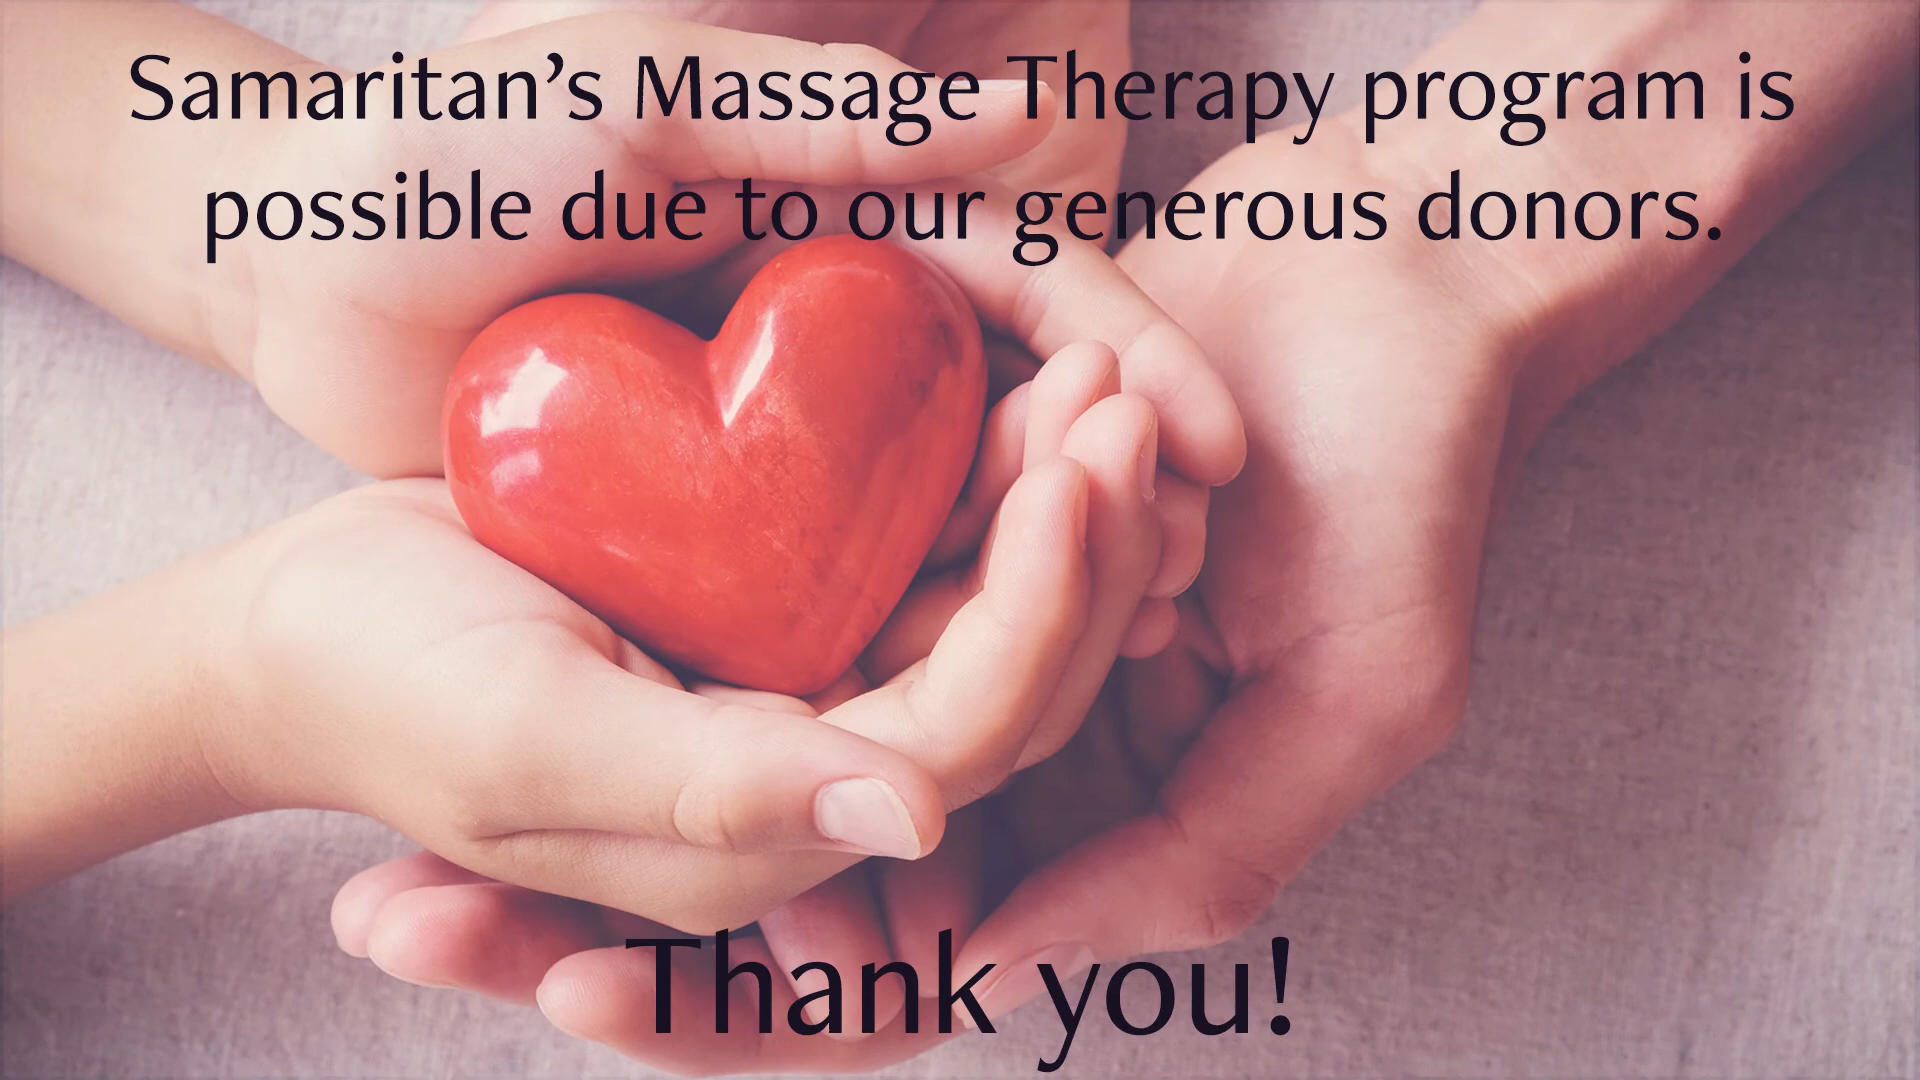 Samaritan’s Massage Therapy program is
possible due to our generous donors.
Thank you!